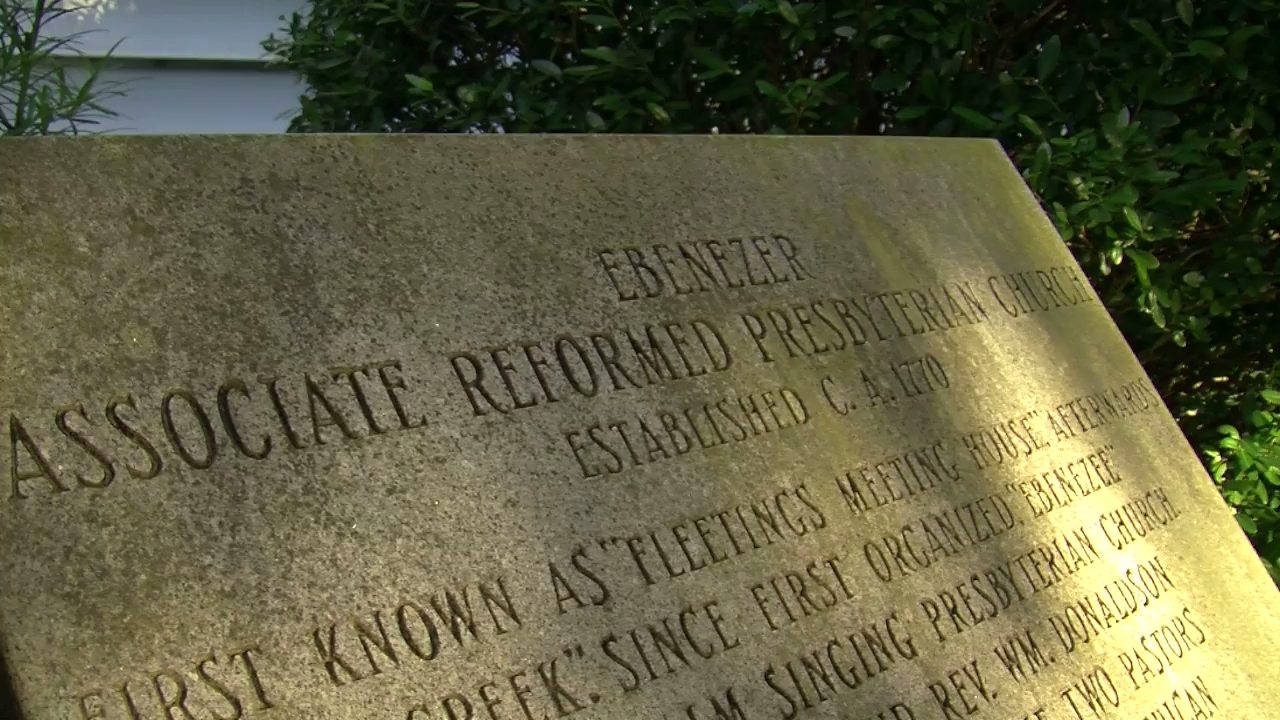 EBENEZER
ASSOCIATE REFORMED PRESBYTERIAN CHURCH
ESTABLISHED C. A. 1770
FIRST KNOWN AS "FLEETINGS MEETING HOUSE" AFTERWARDS
CREEK". SINCE FIRST ORGANIZED, "EBENEZEE"
SINGING PRESBYTERIAN CHURCH.
REV. WM. DONALDSON
TWO PASTORS